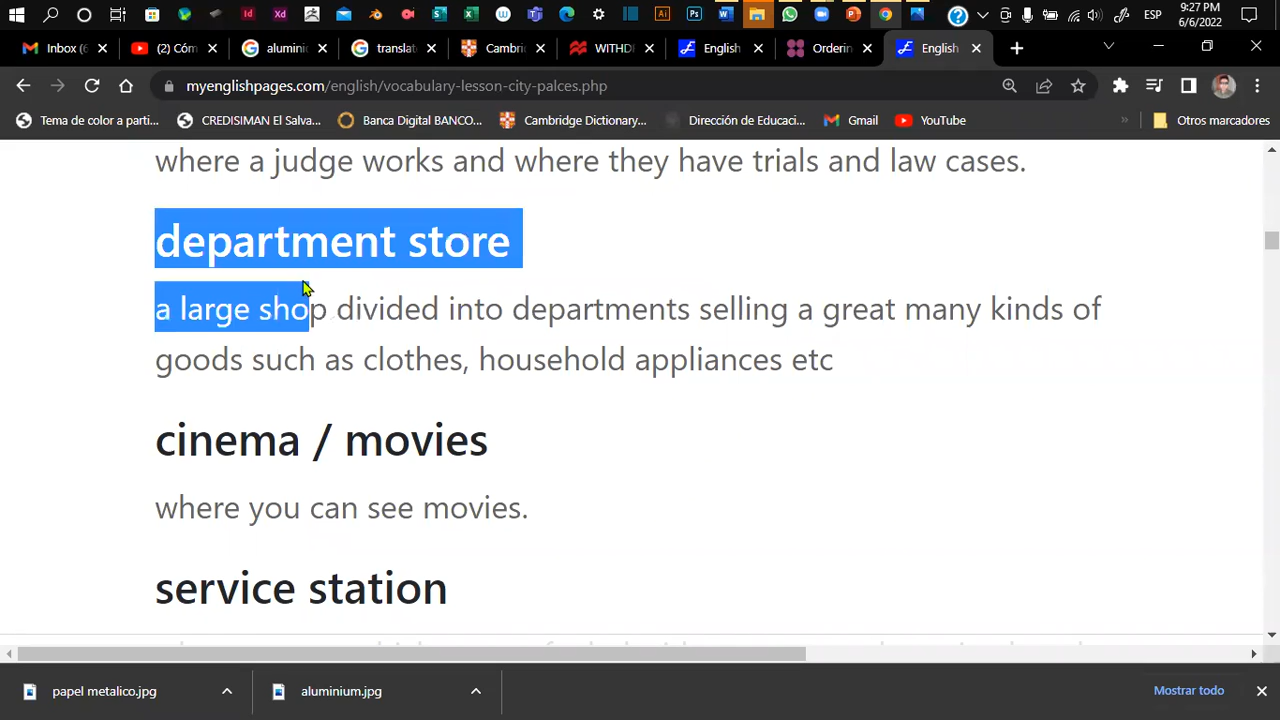 ESP
9:27 PM
6/6/2022
Inbox (6
(2) Cóm
alumini
translat
Cambri
WITHDI
English
Orderin
English
myenglishpages.com/english/vocabulary-lesson-city-palces.php
Tema de color a parti...
CREDISIMAN El Salva...
Banca Digital BANCO...
Cambridge Dictionary...
Dirección de Educaci...
Gmail
YouTube
»
Otros marcadores
where a judge works and where they have trials and law cases.
department store
a large shop divided into departments selling a great many kinds of
goods such as clothes, household appliances etc
cinema / movies
where you can see movies.
service station
papel metalico.jpg
aluminium.jpg
Mostrar todo